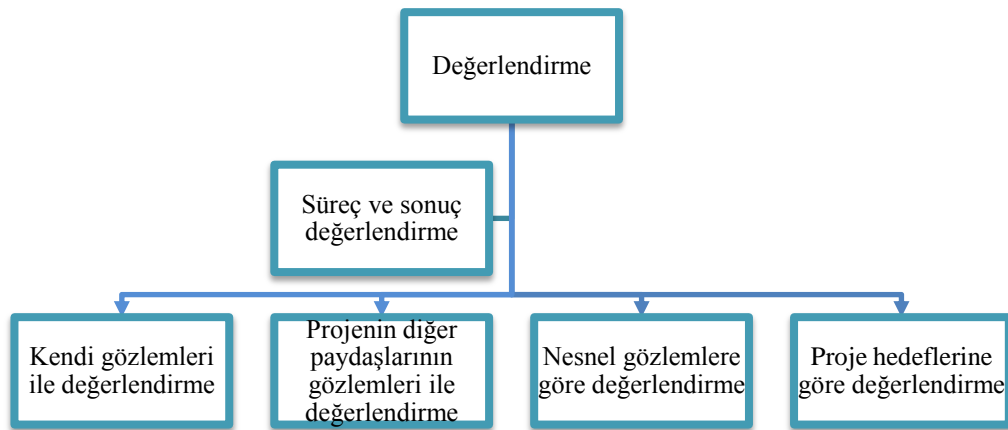 Değerlendirme
Süreç ve sonuç
değerlendirme
Kendi gözlemleri
ile değerlendirme
Projenin diğer
paydaşlarının
gözlemleri ile
değerlendirme
Nesnel gözlemlere
göre değerlendirme
Proje hedeflerine
göre değerlendirme